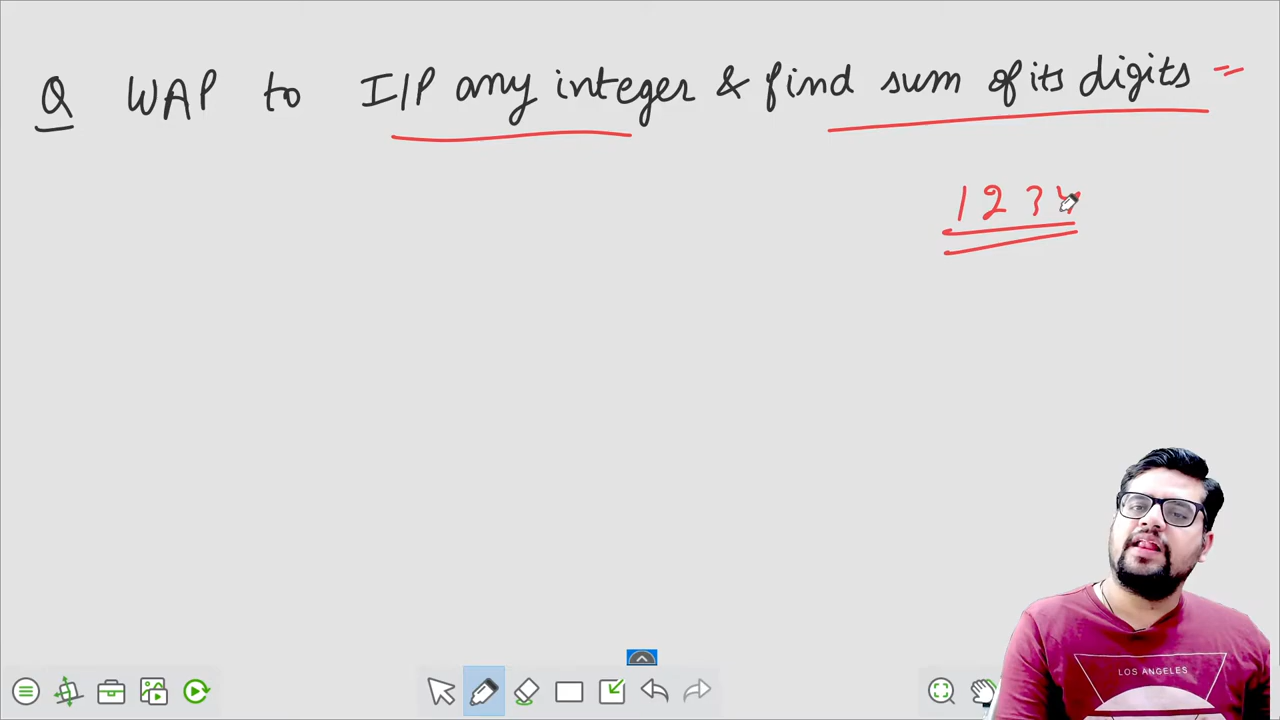 Q WAP to I/P any integer & find sum of its digits =
1234
LOS ANGELES